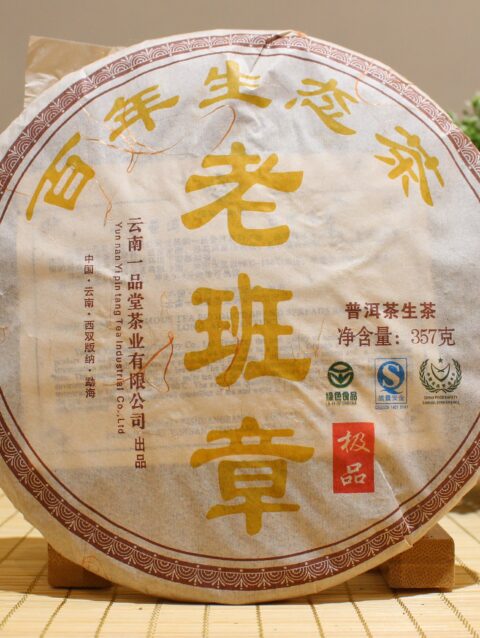 百年生态茶
老班章
云南一品堂茶业有限公司 出品
Yun nan Yi pin tang Tea Industrial Co.,Ltd
中国·云南·西双版纳·勐海
普洱茶生茶
净含量：357克
绿色食品
质量安全
极品